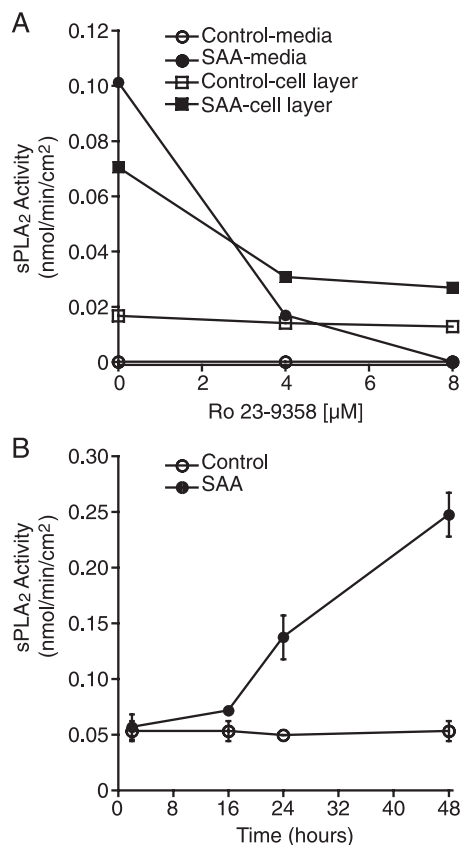 A
Control-media
SAA-media
Control-cell layer
SAA-cell layer
sPLA2 Activity
(nmol/min/cm2)
0.12
0.10
0.08
0.06
0.04
0.02
0
0 2 4 6 8
Ro 23-9358 [µM]
B
Control
SAA
sPLA2 Activity
(nmol/min/cm2)
0.30
0.25
0.20
0.15
0.10
0.05
0
0 8 16 24 32 40 48
Time (hours)